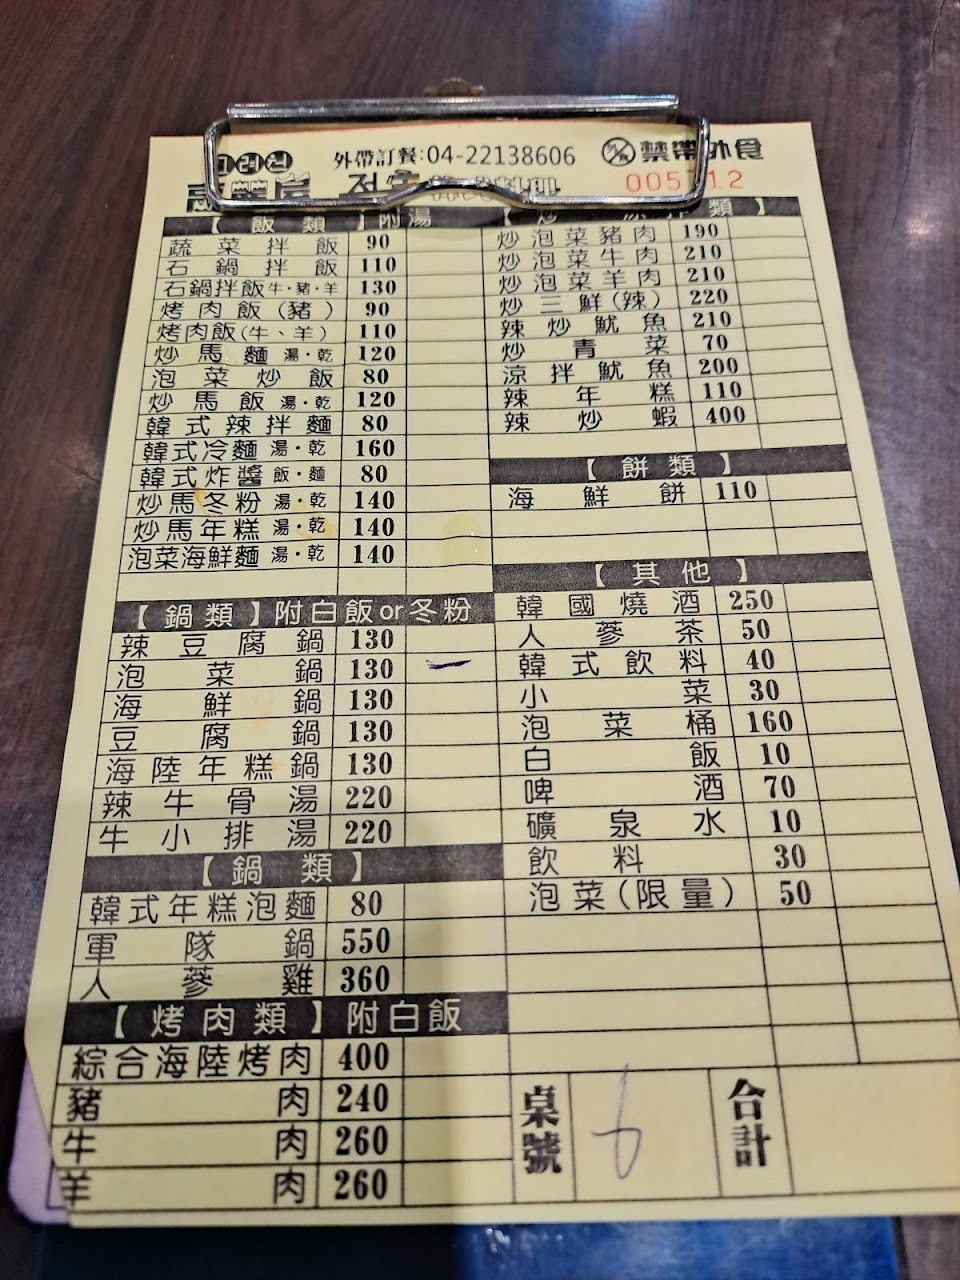 고려정 外帶訂餐:04-22138606 禁帶外食
韓式料理 005712
【飯類】附湯
蔬菜拌飯 90
石鍋拌飯 110
石鍋拌飯牛・豬・羊 130
烤肉飯(豬) 90
烤肉飯(牛、羊) 110
炒馬麵 湯・乾 120
泡菜炒飯 80
炒馬飯 湯・乾 120
韓式辣拌麵 80
韓式冷麵 湯・乾 160
韓式炸醬 飯・麵 80
炒馬冬粉 湯・乾 140
炒馬年糕 湯・乾 140
泡菜海鮮麵 湯・乾 140
【鍋類】附白飯or冬粉
辣豆腐鍋 130
泡菜鍋 130 一
海鮮鍋 130
豆腐鍋 130
海陸年糕鍋 130
辣牛骨湯 220
牛小排湯 220
【鍋類】
韓式年糕泡麵 80
軍隊鍋 550
人蔘雞 360
【烤肉類】附白飯
綜合海陸烤肉 400
豬肉 240
牛肉 260
羊肉 260
類】
炒泡菜豬肉 190
炒泡菜牛肉 210
炒泡菜羊肉 210
炒三鮮(辣) 220
辣炒魷魚 210
炒青菜 70
涼拌魷魚 200
辣年糕 110
辣炒蝦 400
【餅類】
海鮮餅 110
【其他】
韓國燒酒 250
人蔘茶 50
韓式飲料 40
小菜 30
泡菜桶 160
白飯 10
啤酒 70
礦泉水 10
飲料 30
泡菜(限量) 50
桌號 6 合計